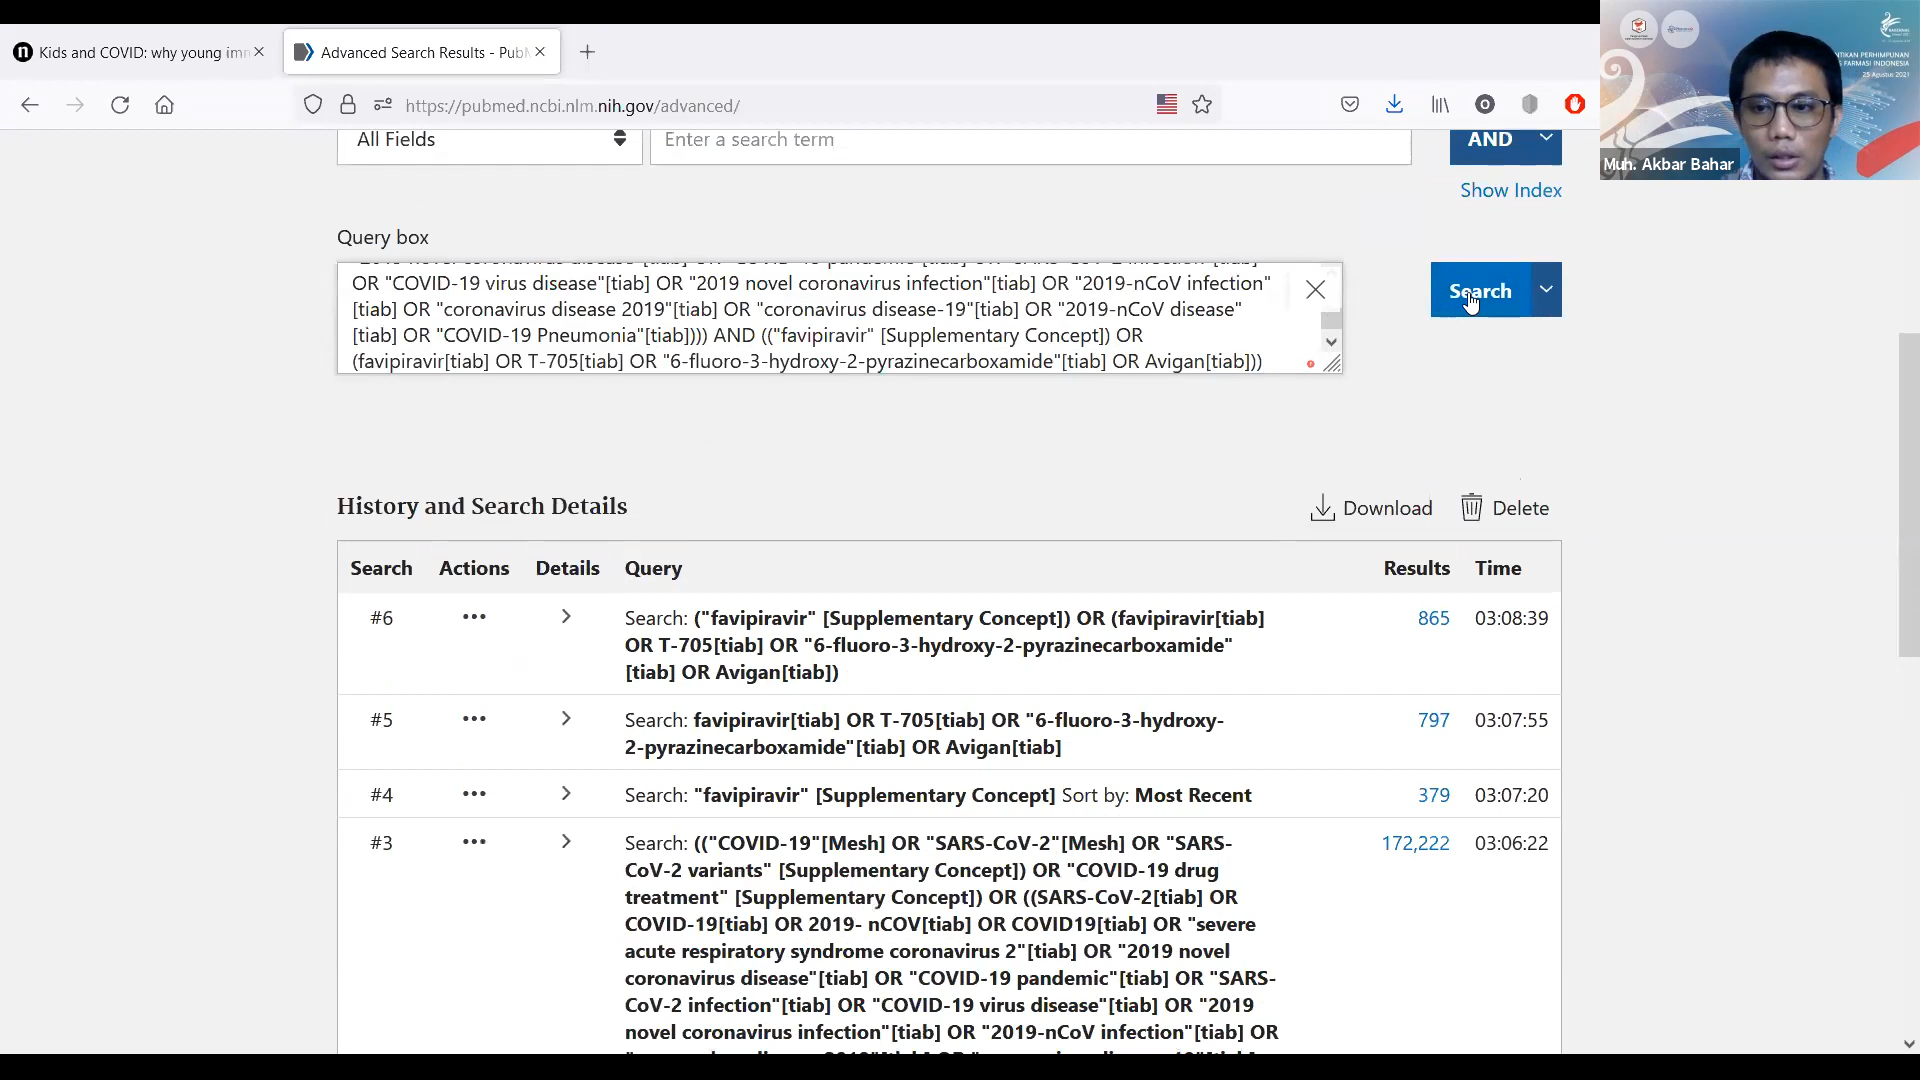 Kids and COVID: why young imm
Advanced Search Results - PubM
https://pubmed.ncbi.nlm.nih.gov/advanced/
TIKAN PERHIMPUNAN
FARMASI INDONESIA
25 Agustus 2021
Muh. Akbar Bahar
All Fields
Enter a search term
AND
Show Index
Query box
OR "COVID-19 virus disease"[tiab] OR "2019 novel coronavirus infection"[tiab] OR "2019-nCoV infection"
[tiab] OR "coronavirus disease 2019"[tiab] OR "coronavirus disease-19"[tiab] OR "2019-nCoV disease"
[tiab] OR "COVID-19 Pneumonia"[tiab]))) AND (("favipiravir" [Supplementary Concept]) OR
(favipiravir[tiab] OR T-705[tiab] OR "6-fluoro-3-hydroxy-2-pyrazinecarboxamide"[tiab] OR Avigan[tiab]))
Search
History and Search Details
Download
Delete
Search Actions Details Query Results Time
#6 Search: ("favipiravir" [Supplementary Concept]) OR (favipiravir[tiab] 865 03:08:39
OR T-705[tiab] OR "6-fluoro-3-hydroxy-2-pyrazinecarboxamide"
[tiab] OR Avigan[tiab])
#5 Search: favipiravir[tiab] OR T-705[tiab] OR "6-fluoro-3-hydroxy- 797 03:07:55
2-pyrazinecarboxamide"[tiab] OR Avigan[tiab]
#4 Search: "favipiravir" [Supplementary Concept] Sort by: Most Recent 379 03:07:20
#3 Search: (("COVID-19"[Mesh] OR "SARS-CoV-2"[Mesh] OR "SARS- 172,222 03:06:22
CoV-2 variants" [Supplementary Concept]) OR "COVID-19 drug
treatment" [Supplementary Concept]) OR ((SARS-CoV-2[tiab] OR
COVID-19[tiab] OR 2019- nCOV[tiab] OR COVID19[tiab] OR "severe
acute respiratory syndrome coronavirus 2"[tiab] OR "2019 novel
coronavirus disease"[tiab] OR "COVID-19 pandemic"[tiab] OR "SARS-
CoV-2 infection"[tiab] OR "COVID-19 virus disease"[tiab] OR "2019
novel coronavirus infection"[tiab] OR "2019-nCoV infection"[tiab] OR